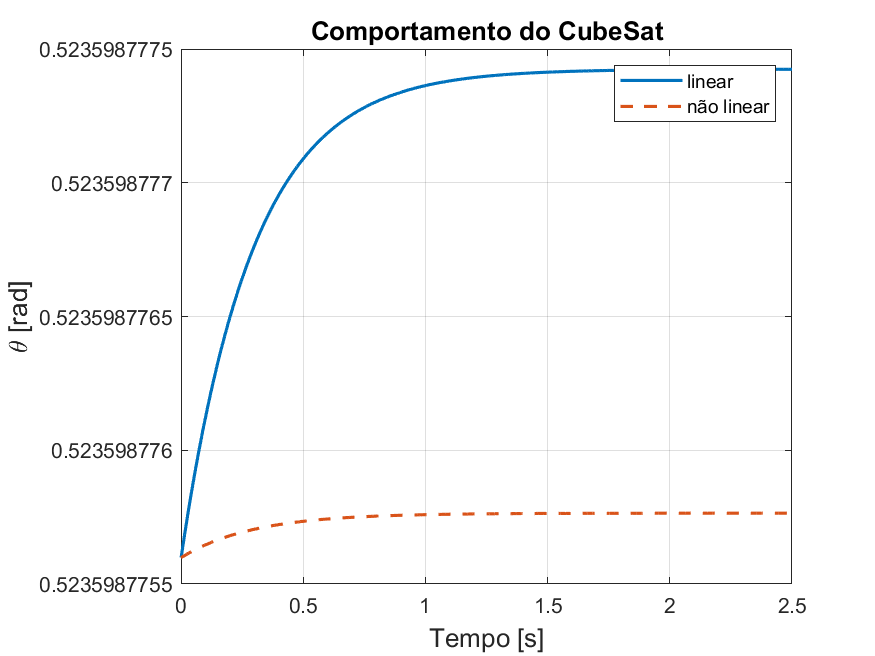 Comportamento do CubeSat
0.5235987775
0.523598777
0.5235987765
0.523598776
0.5235987755
θ [rad]
linear
não linear
0 0.5 1 1.5 2 2.5
Tempo [s]